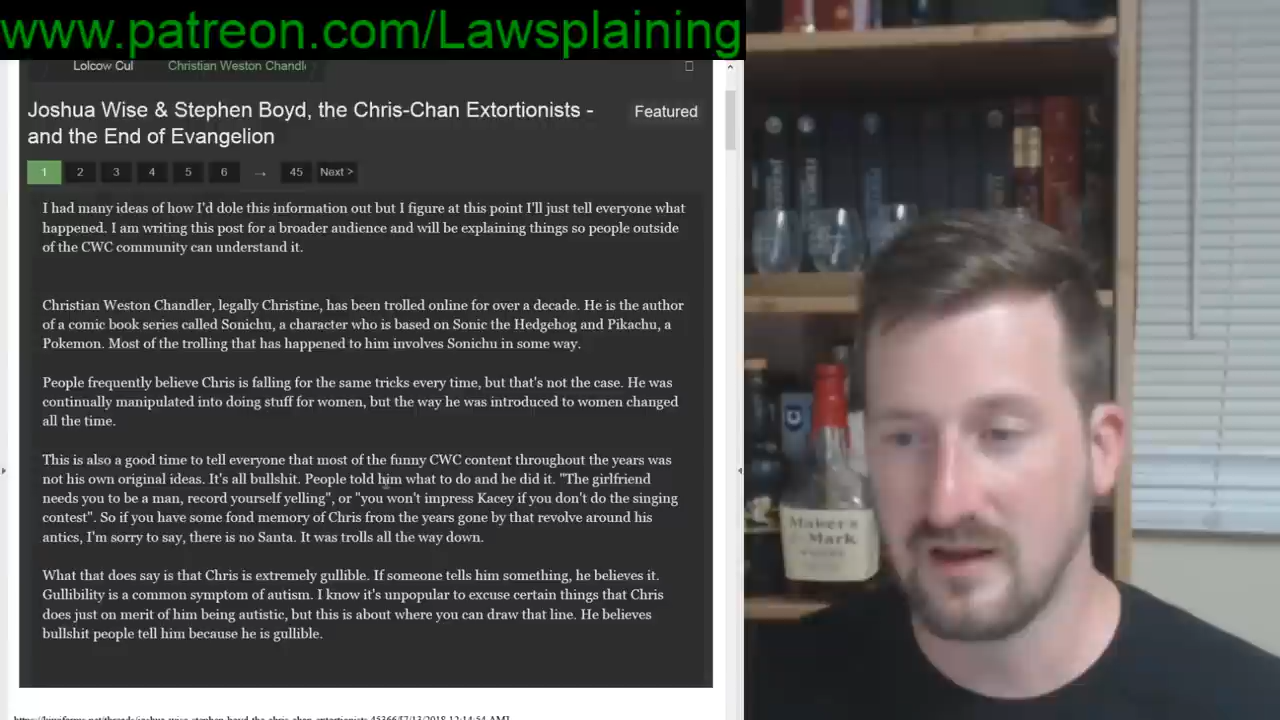 www.patreon.com/Lawsplaining
Lolcow Cul
Christian Weston Chandl
Joshua Wise & Stephen Boyd, the Chris-Chan Extortionists -
and the End of Evangelion
Featured
1 2 3 4 5 6 → 45 Next >
I had many ideas of how I'd dole this information out but I figure at this point I'll just tell everyone what
happened. I am writing this post for a broader audience and will be explaining things so people outside
of the CWC community can understand it.
Christian Weston Chandler, legally Christine, has been trolled online for over a decade. He is the author
of a comic book series called Sonichu, a character who is based on Sonic the Hedgehog and Pikachu, a
Pokemon. Most of the trolling that has happened to him involves Sonichu in some way.
People frequently believe Chris is falling for the same tricks every time, but that's not the case. He was
continually manipulated into doing stuff for women, but the way he was introduced to women changed
all the time.
This is also a good time to tell everyone that most of the funny CWC content throughout the years was
not his own original ideas. It's all bullshit. People told him what to do and he did it. "The girlfriend
needs you to be a man, record yourself yelling", or "you won't impress Kacey if you don't do the singing
contest". So if you have some fond memory of Chris from the years gone by that revolve around his
antics, I'm sorry to say, there is no Santa. It was trolls all the way down.
What that does say is that Chris is extremely gullible. If someone tells him something, he believes it.
Gullibility is a common symptom of autism. I know it's unpopular to excuse certain things that Chris
does just on merit of him being autistic, but this is about where you can draw that line. He believes
bullshit people tell him because he is gullible.
Maker's
Mark